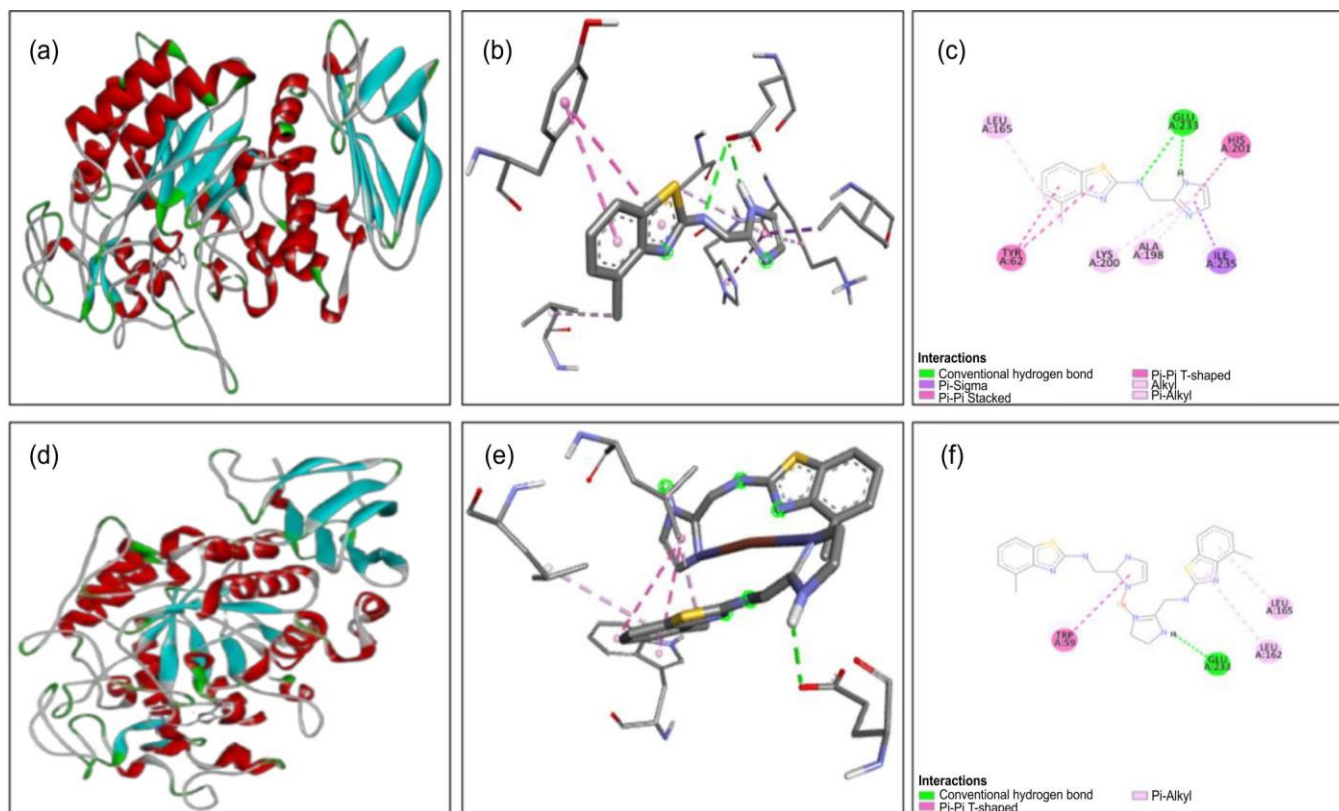 (a)
(b)
(c)
LEU
A:165
GLU
A:233
HIS
A:201
S
N
N
H
N
N
TYR
A:62
LYS
A:200
ALA
A:198
ILE
A:235
Interactions
Conventional hydrogen bond
Pi-Sigma
Pi-Pi Stacked
Pi-Pi T-shaped
Alkyl
Pi-Alkyl
(d)
(e)
(f)
TRP
A:59
H
GLU
A:233
LEU
A:165
LEU
A:162
Interactions
Conventional hydrogen bond
Pi-Pi T-shaped
Pi-Alkyl